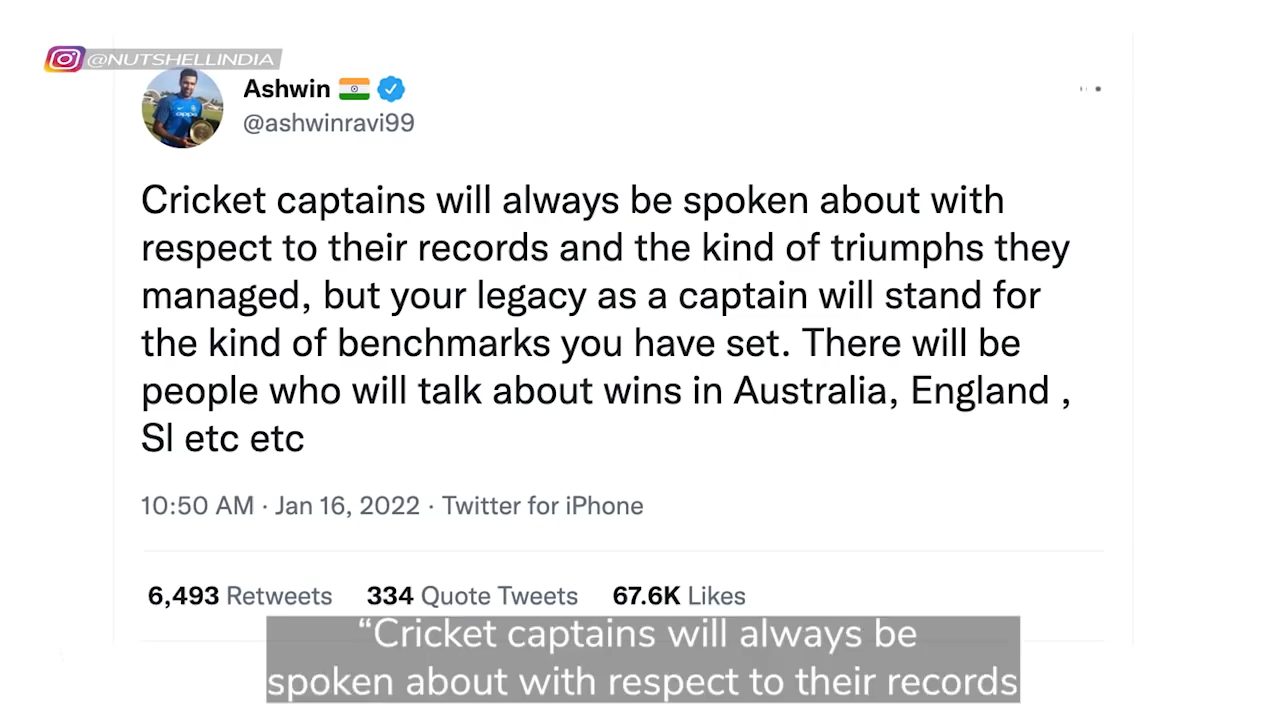 @NUTSHELLINDIA
Ashwin
@ashwinravi99
Cricket captains will always be spoken about with
respect to their records and the kind of triumphs they
managed, but your legacy as a captain will stand for
the kind of benchmarks you have set. There will be
people who will talk about wins in Australia, England ,
Sl etc etc
10:50 AM · Jan 16, 2022 · Twitter for iPhone
6,493 Retweets 334 Quote Tweets 67.6K Likes
“Cricket captains will always be
spoken about with respect to their records